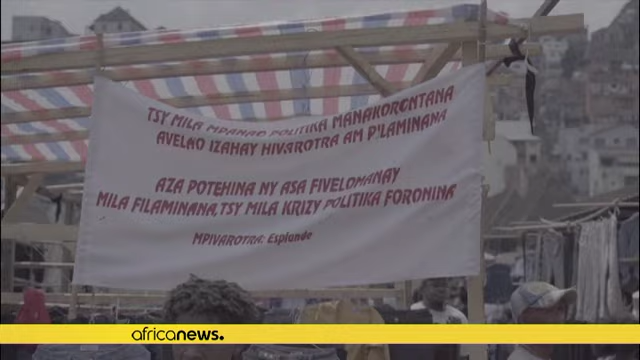 TSY MILA MPANAO POLITIKA MANAKORONTANA
AVELAO IZAHAY HIVAROTRA AM P'LAMINANA
AZA POTEHINA NY ASA FIVELOMANAY
MILA FILAMINANA,TSY MILA KRIZY POLITIKA FORONINA
MPIVAROTRA: Esplande
africanews.